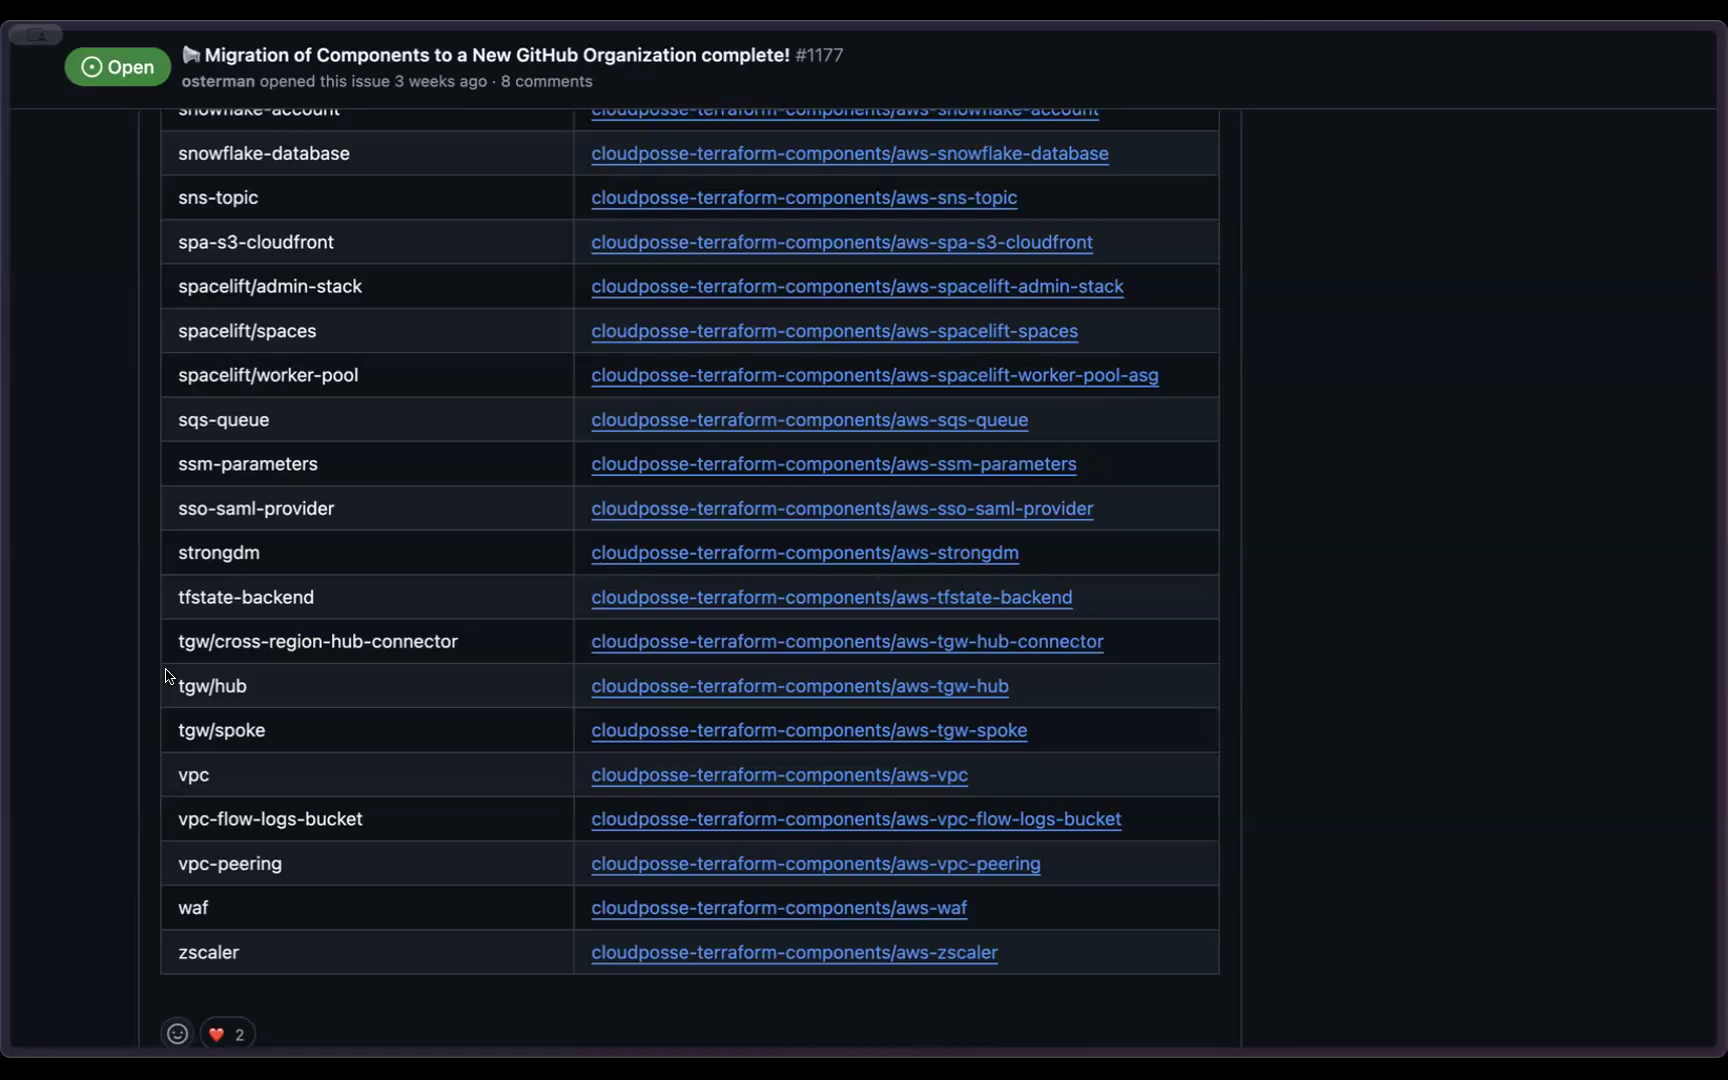 Open
Migration of Components to a New GitHub Organization complete! #1177
osterman opened this issue 3 weeks ago · 8 comments
snowflake-account cloudposse-terraform-components/aws-snowflake-account
snowflake-database cloudposse-terraform-components/aws-snowflake-database
sns-topic cloudposse-terraform-components/aws-sns-topic
spa-s3-cloudfront cloudposse-terraform-components/aws-spa-s3-cloudfront
spacelift/admin-stack cloudposse-terraform-components/aws-spacelift-admin-stack
spacelift/spaces cloudposse-terraform-components/aws-spacelift-spaces
spacelift/worker-pool cloudposse-terraform-components/aws-spacelift-worker-pool-asg
sqs-queue cloudposse-terraform-components/aws-sqs-queue
ssm-parameters cloudposse-terraform-components/aws-ssm-parameters
sso-saml-provider cloudposse-terraform-components/aws-sso-saml-provider
strongdm cloudposse-terraform-components/aws-strongdm
tfstate-backend cloudposse-terraform-components/aws-tfstate-backend
tgw/cross-region-hub-connector cloudposse-terraform-components/aws-tgw-hub-connector
tgw/hub cloudposse-terraform-components/aws-tgw-hub
tgw/spoke cloudposse-terraform-components/aws-tgw-spoke
vpc cloudposse-terraform-components/aws-vpc
vpc-flow-logs-bucket cloudposse-terraform-components/aws-vpc-flow-logs-bucket
vpc-peering cloudposse-terraform-components/aws-vpc-peering
waf cloudposse-terraform-components/aws-waf
zscaler cloudposse-terraform-components/aws-zscaler
2